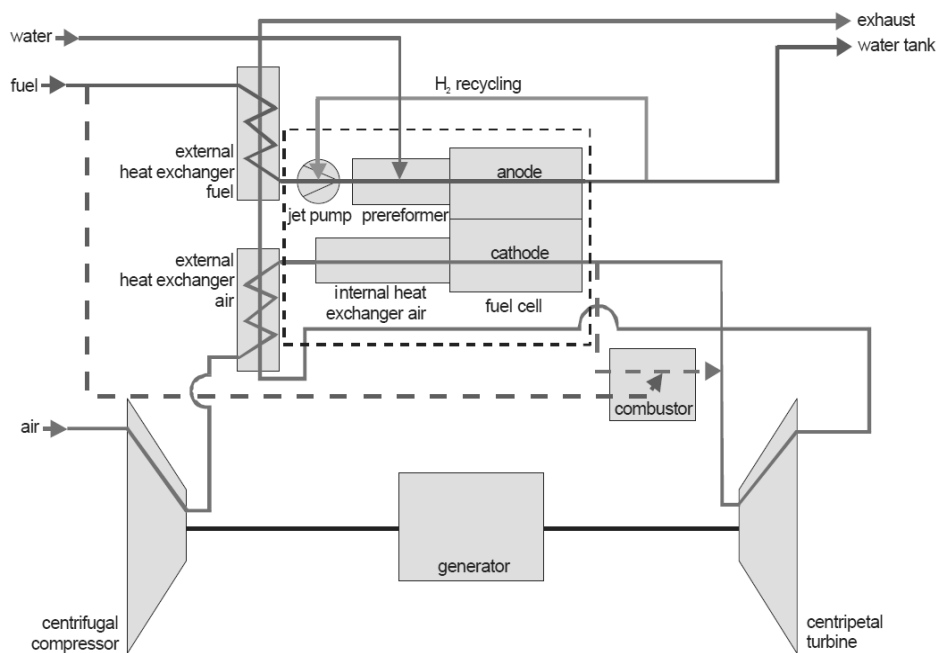 exhaust
water
water tank
fuel
H₂ recycling
external
heat exchanger
fuel
anode
jet pump
prereformer
external
heat exchanger
air
cathode
internal heat
exchanger air
fuel cell
combustor
air
generator
centrifugal
compressor
centripetal
turbine